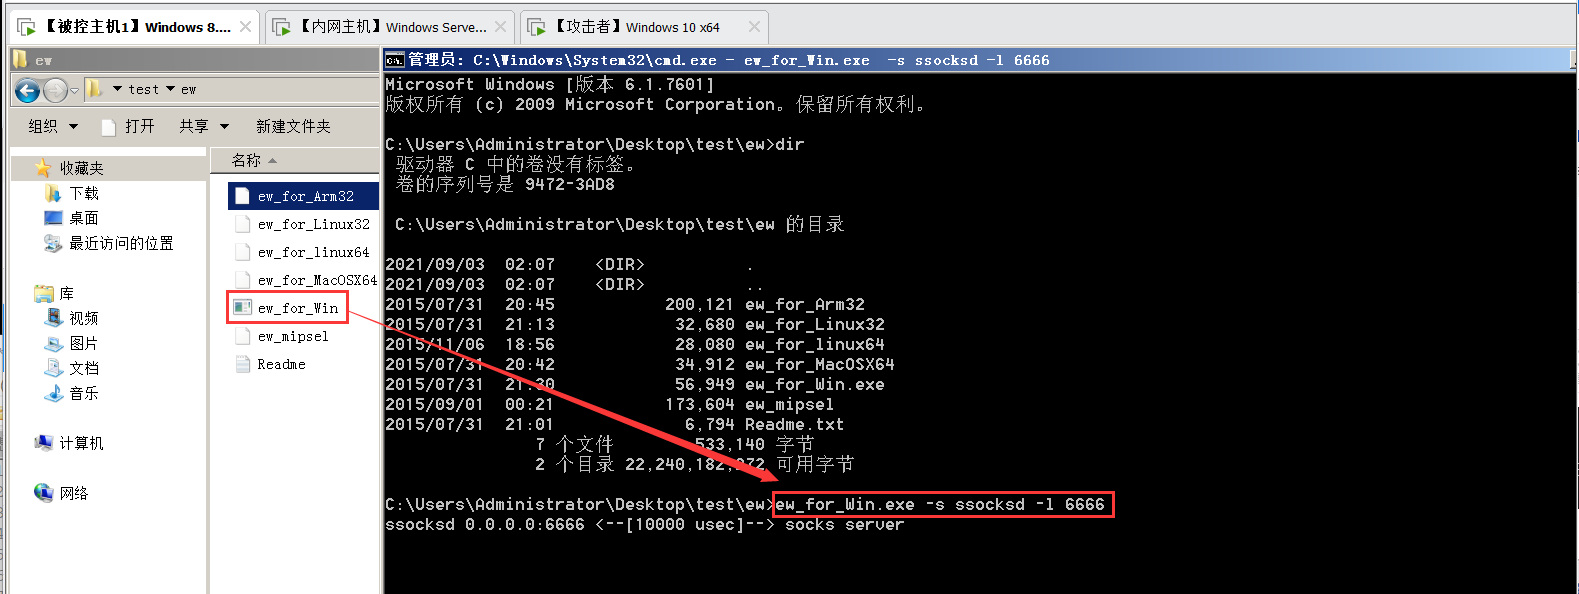 【被控主机1】Windows 8....
【内网主机】Windows Serve...
【攻击者】Windows 10 x64
ew
管理员: C:\Windows\System32\cmd.exe - ew_for_Win.exe  -s ssocksd -l 6666
test ew
组织 打开 共享 新建文件夹
名称
收藏夹
下载
桌面
最近访问的位置
库
视频
图片
文档
音乐
计算机
网络
ew_for_Arm32
ew_for_Linux32
ew_for_linux64
ew_for_MacOSX64
ew_for_Win
ew_mipsel
Readme
Microsoft Windows [版本 6.1.7601]
版权所有 (c) 2009 Microsoft Corporation。保留所有权利。
C:\Users\Administrator\Desktop\test\ew>dir
驱动器 C 中的卷没有标签。
卷的序列号是 9472-3AD8
C:\Users\Administrator\Desktop\test\ew 的目录
2021/09/03  02:07    <DIR>          .
2021/09/03  02:07    <DIR>          ..
2015/07/31  20:45           200,121 ew_for_Arm32
2015/07/31  21:13            32,680 ew_for_Linux32
2015/11/06  18:56            28,080 ew_for_linux64
2015/07/31  20:42            34,912 ew_for_MacOSX64
2015/07/31  21:30            56,949 ew_for_Win.exe
2015/09/01  00:21           173,604 ew_mipsel
2015/07/31  21:01             6,794 Readme.txt
7 个文件        533,140 字节
2 个目录 22,240,182,272 可用字节
C:\Users\Administrator\Desktop\test\ew>ew_for_Win.exe -s ssocksd -l 6666
ssocksd 0.0.0.0:6666 <--[10000 usec]--> socks server